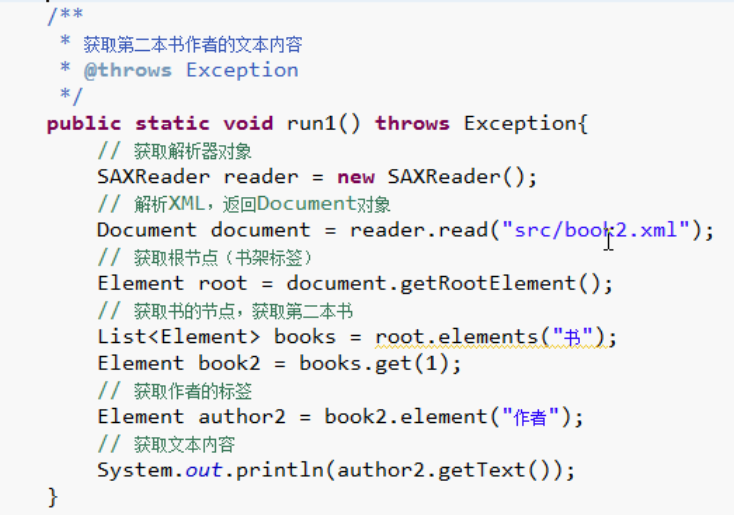 /**
 * 获取第二本书作者的文本内容
 * @throws Exception
 */
public static void run1() throws Exception{
    // 获取解析器对象
    SAXReader reader = new SAXReader();
    // 解析XML，返回Document对象
    Document document = reader.read("src/book2.xml");
    // 获取根节点（书架标签）
    Element root = document.getRootElement();
    // 获取书的节点，获取第二本书
    List<Element> books = root.elements("书");
    Element book2 = books.get(1);
    // 获取作者的标签
    Element author2 = book2.element("作者");
    // 获取文本内容
    System.out.println(author2.getText());
}